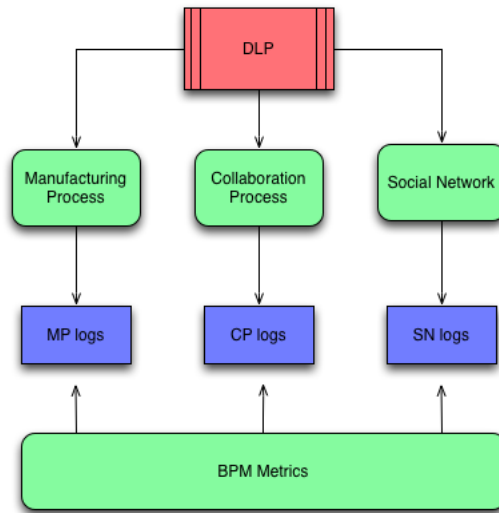 DLP
Manufacturing
Process
Collaboration
Process
Social Network
MP logs
CP logs
SN logs
BPM Metrics